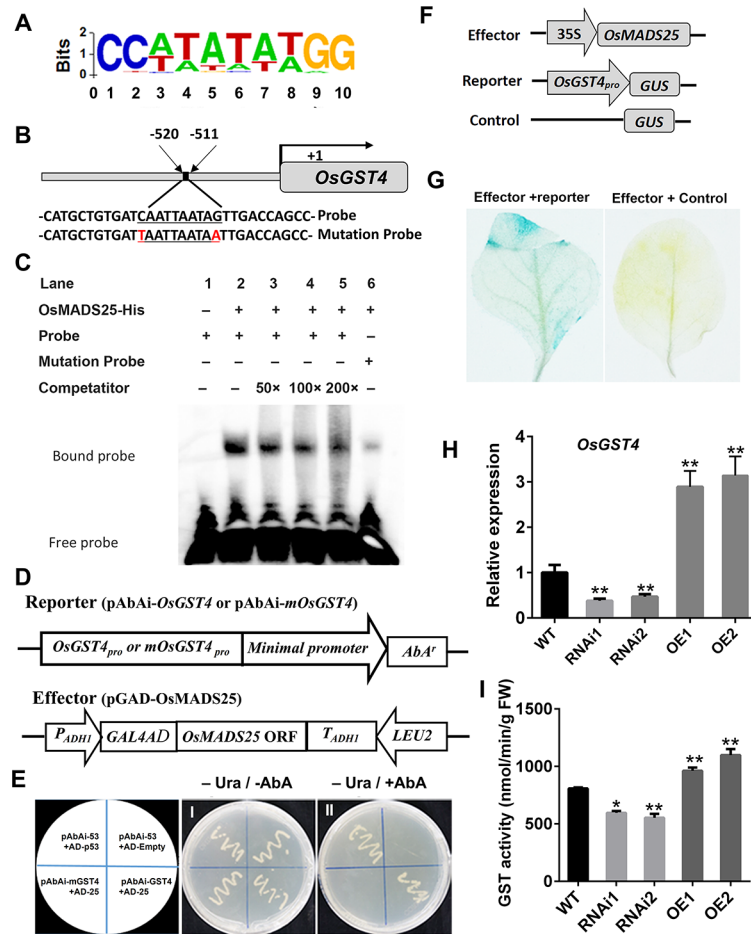 A
Bits
2
1
0
CCATATATGG
TATATA
0 1 2 3 4 5 6 7 8 9 10
B
-520 -511
+1
OsGST4
-CATGCTGTGATCAATTAATAGTTGACCAGCC- Probe
-CATGCTGTGATTAATTAATAATTGACCAGCC- Mutation Probe
C
Lane 1 2 3 4 5 6
OsMADS25-His – + + + + +
Probe + + + + + –
Mutation Probe – – – – – +
Competitator – – 50× 100× 200× –
Bound probe
Free probe
D
Reporter (pAbAi-OsGST4 or pAbAi-mOsGST4)
OsGST4pro or mOsGST4 pro Minimal promoter AbAr
Effector (pGAD-OsMADS25)
PADH1 GAL4AD OsMADS25 ORF TADH1 LEU2
E
– Ura / -AbA – Ura / +AbA
pAbAi-53 +AD-p53
pAbAi-53 +AD-Empty
pAbAi-mGST4 +AD-25
pAbAi-GST4 +AD-25
I II
F
Effector 35S OsMADS25
Reporter OsGST4pro GUS
Control GUS
G
Effector +reporter Effector + Control
H
OsGST4
Relative expression
4
3
2
1
0
** ** ** **
WT RNAi1 RNAi2 OE1 OE2
I
GST activity (nmol/min/g FW)
1500
1000
500
0
* ** ** **
WT RNAi1 RNAi2 OE1 OE2